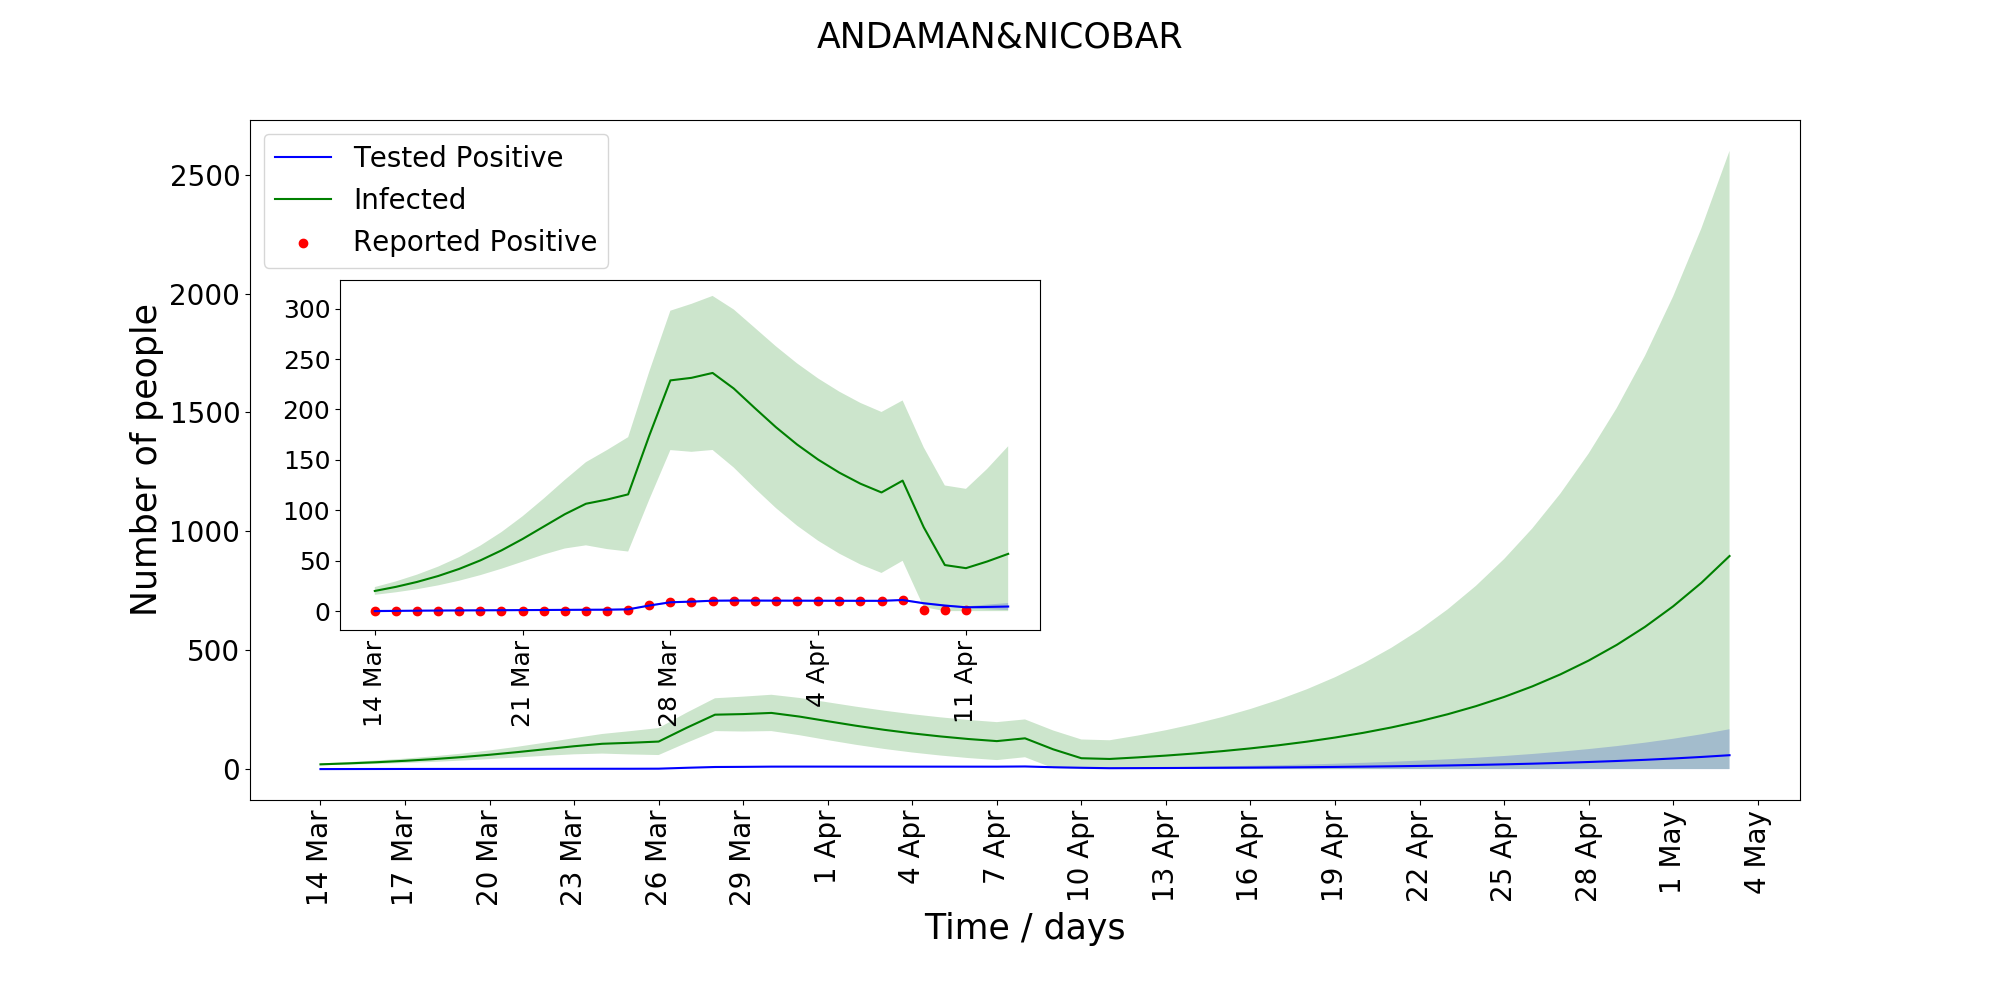 ANDAMAN&NICOBAR
Tested Positive
Infected
Reported Positive
Number of people
2500
2000
1500
1000
500
0
300
250
200
150
100
50
0
14 Mar
21 Mar
28 Mar
4 Apr
11 Apr
14 Mar
17 Mar
20 Mar
23 Mar
26 Mar
29 Mar
1 Apr
4 Apr
7 Apr
10 Apr
13 Apr
16 Apr
19 Apr
22 Apr
25 Apr
28 Apr
1 May
4 May
Time / days